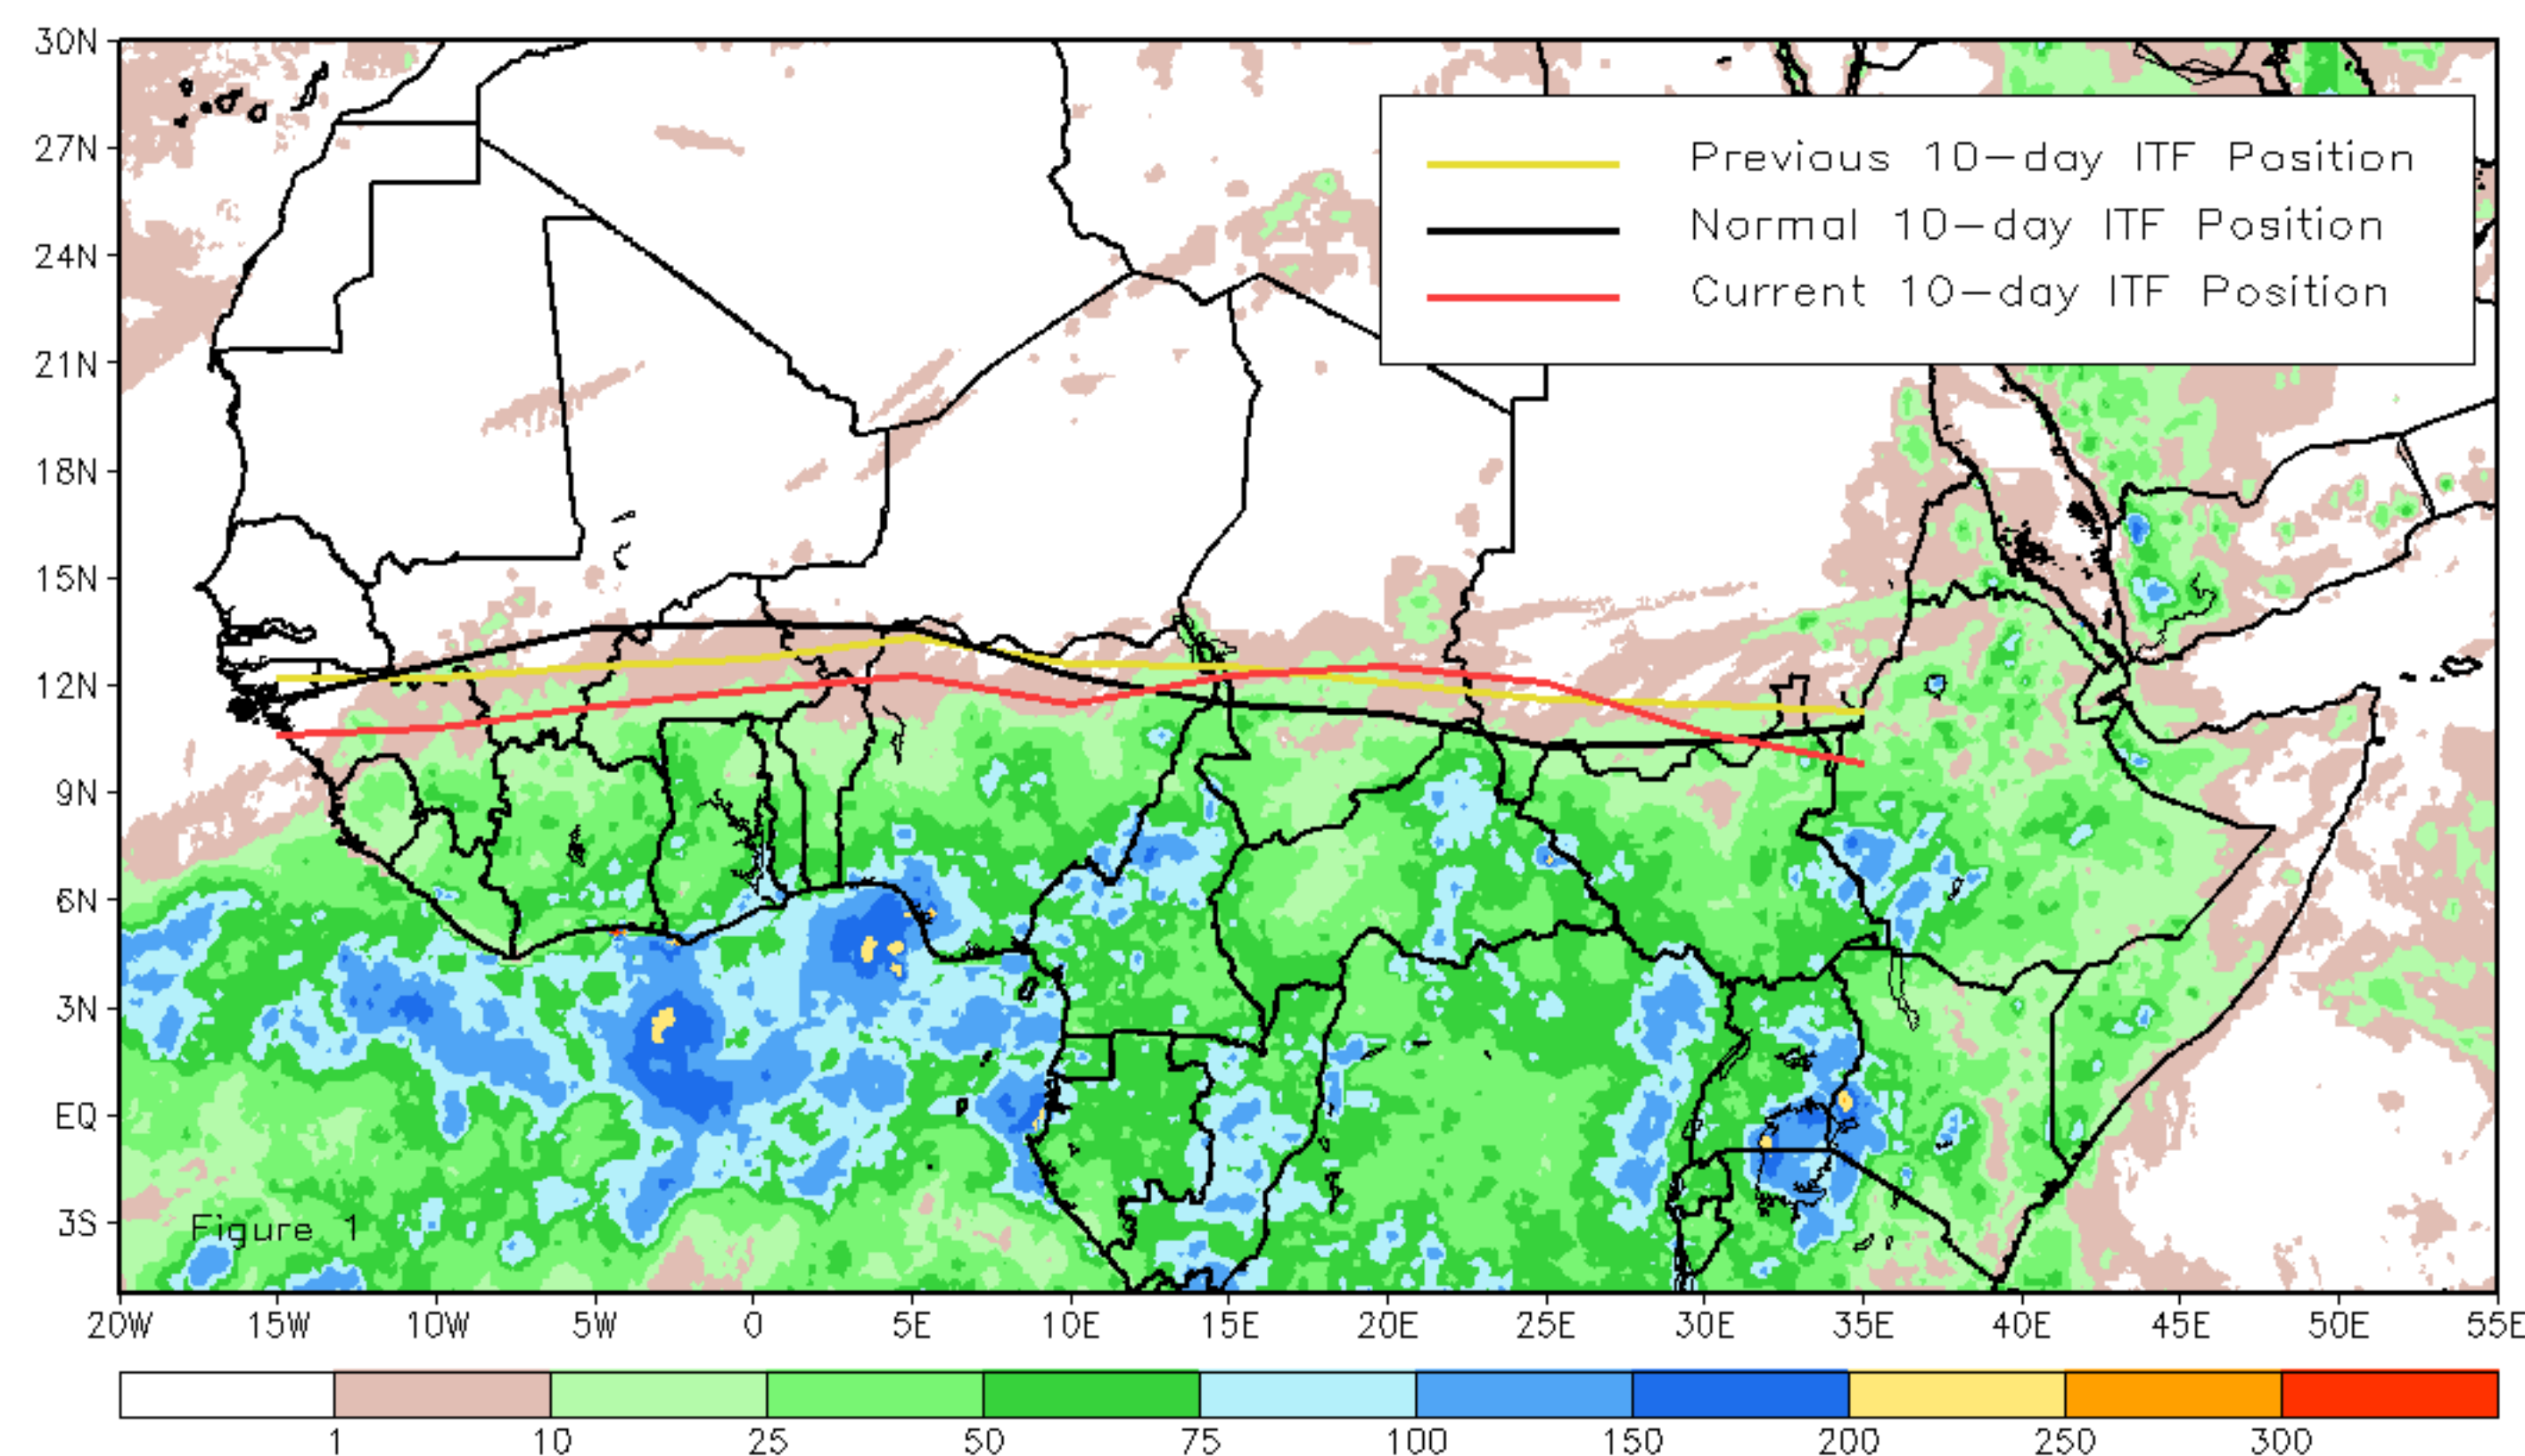 30N
27N
24N
21N
18N
15N
12N
9N
6N
3N
EQ
3S
Previous 10-day ITF Position
Normal 10-day ITF Position
Current 10-day ITF Position
Figure 1
20W 15W 10W 5W 0 5E 10E 15E 20E 25E 30E 35E 40E 45E 50E 55E
1 10 25 50 75 100 150 200 250 300